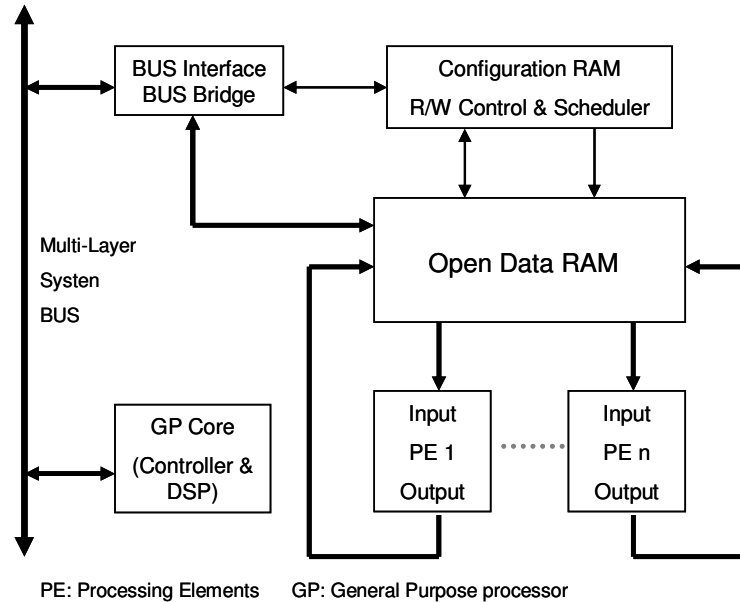 BUS Interface
BUS Bridge
Configuration RAM
R/W Control & Scheduler
Multi-Layer
Systen
BUS
Open Data RAM
GP Core
(Controller &
DSP)
Input
PE 1
Output
Input
PE n
Output
PE: Processing Elements GP: General Purpose processor